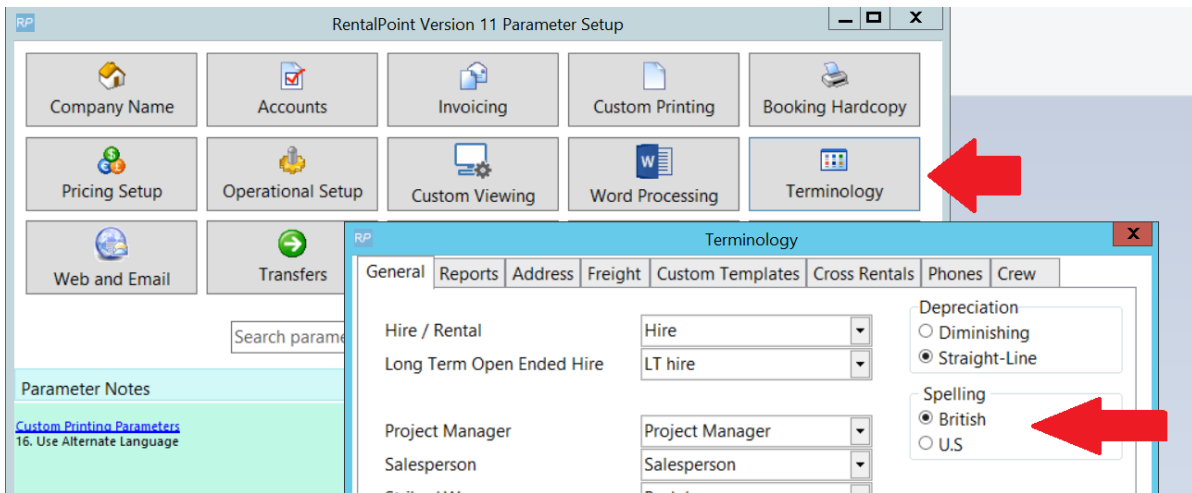 RP RentalPoint Version 11 Parameter Setup X
Company Name Accounts Invoicing Custom Printing Booking Hardcopy
Pricing Setup Operational Setup Custom Viewing Word Processing Terminology
Web and Email Transfers
Search parame
Parameter Notes
Custom Printing Parameters
16. Use Alternate Language
RP Terminology X
General Reports Address Freight Custom Templates Cross Rentals Phones Crew
Hire / Rental Hire
Long Term Open Ended Hire LT hire
Project Manager Project Manager
Salesperson Salesperson
Depreciation
Diminishing
Straight-Line
Spelling
British
U.S